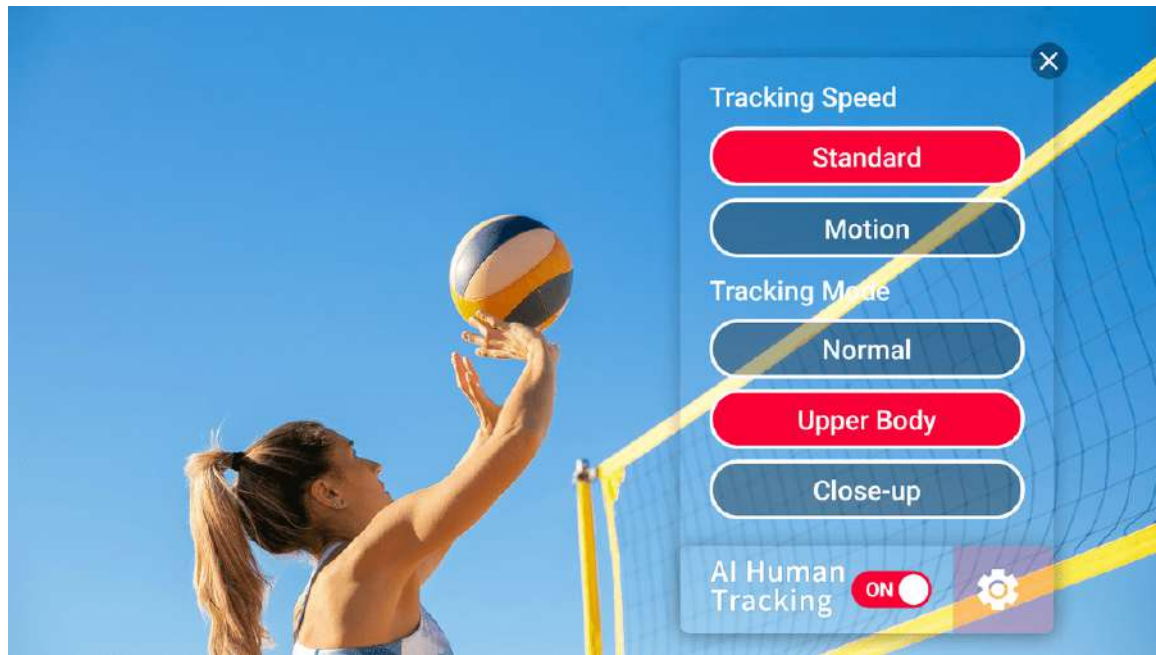 Tracking Speed
Standard
Motion
Tracking Mode
Normal
Upper Body
Close-up
AI Human
Tracking
ON